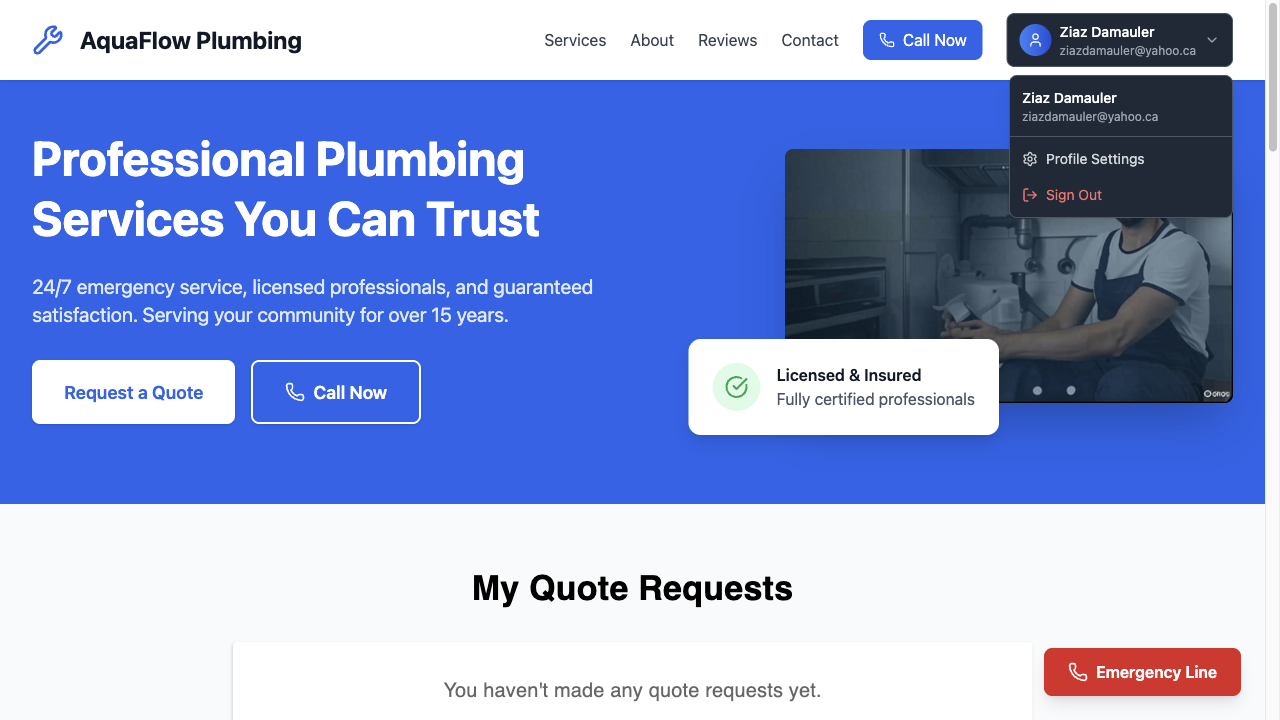 AquaFlow Plumbing
Services
About
Reviews
Contact
Call Now
Ziaz Damauler
ziazdamauler@yahoo.ca
Ziaz Damauler
ziazdamauler@yahoo.ca
Profile Settings
Sign Out
Professional Plumbing
Services You Can Trust
24/7 emergency service, licensed professionals, and guaranteed
satisfaction. Serving your community for over 15 years.
Request a Quote
Call Now
Licensed & Insured
Fully certified professionals
My Quote Requests
You haven't made any quote requests yet.
Emergency Line